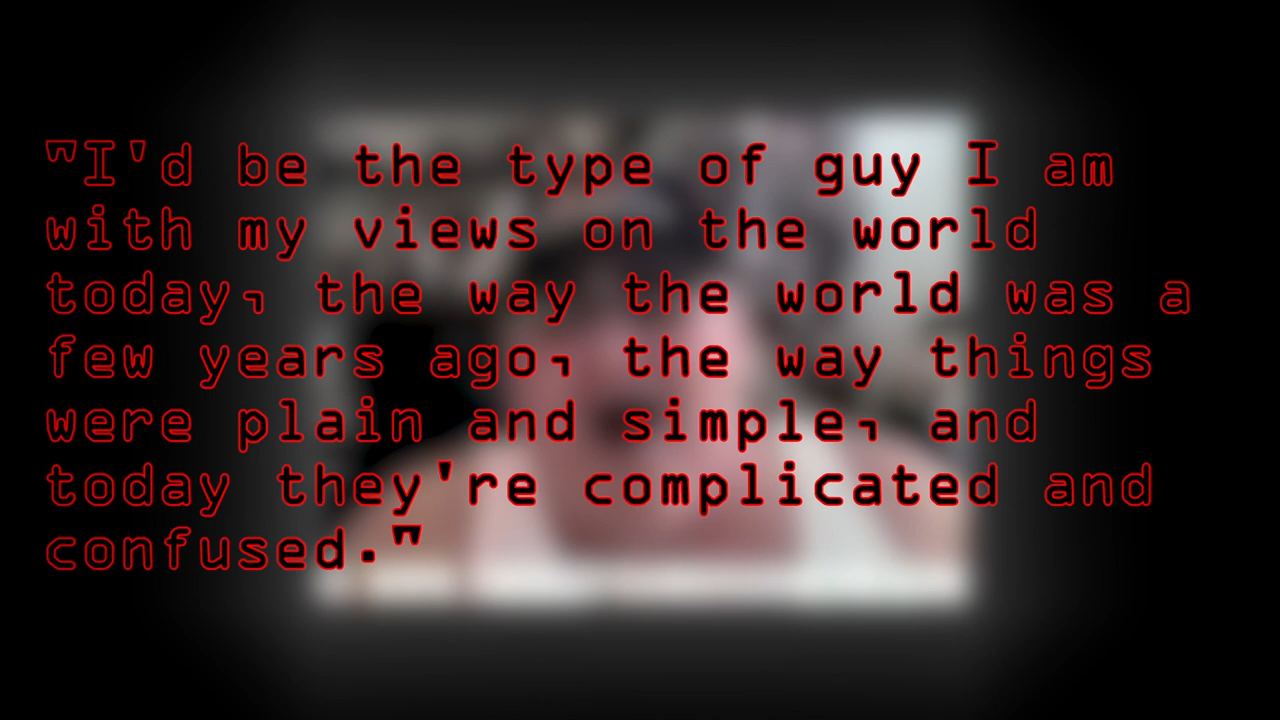 "I'd be the type of guy I am
with my views on the world
today, the way the world was a
few years ago, the way things
were plain and simple, and
today they're complicated and
confused."